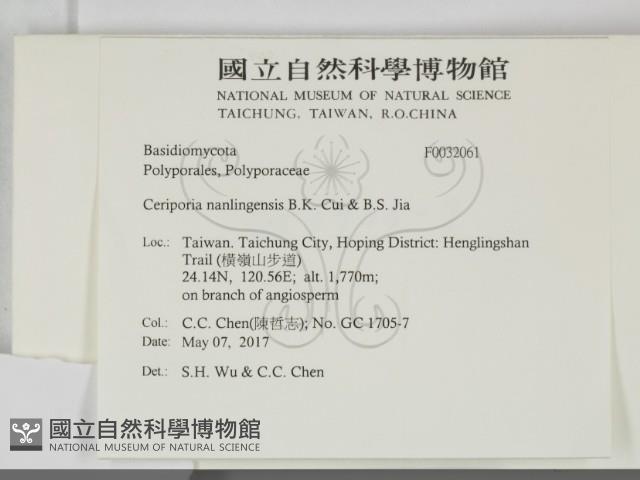 國立自然科學博物館
NATIONAL MUSEUM OF NATURAL SCIENCE
TAICHUNG, TAIWAN, R.O.CHINA
Basidiomycota F0032061
Polyporales, Polyporaceae
Ceriporia nanlingensis B.K. Cui & B.S. Jia
Loc.: Taiwan. Taichung City, Hoping District: Henglingshan
Trail (橫嶺山步道)
24.14N, 120.56E; alt. 1,770m;
on branch of angiosperm
Col.: C.C. Chen(陳哲志); No. GC 1705-7
Date: May 07, 2017
Det.: S.H. Wu & C.C. Chen
國立自然科學博物館
NATIONAL MUSEUM OF NATURAL SCIENCE